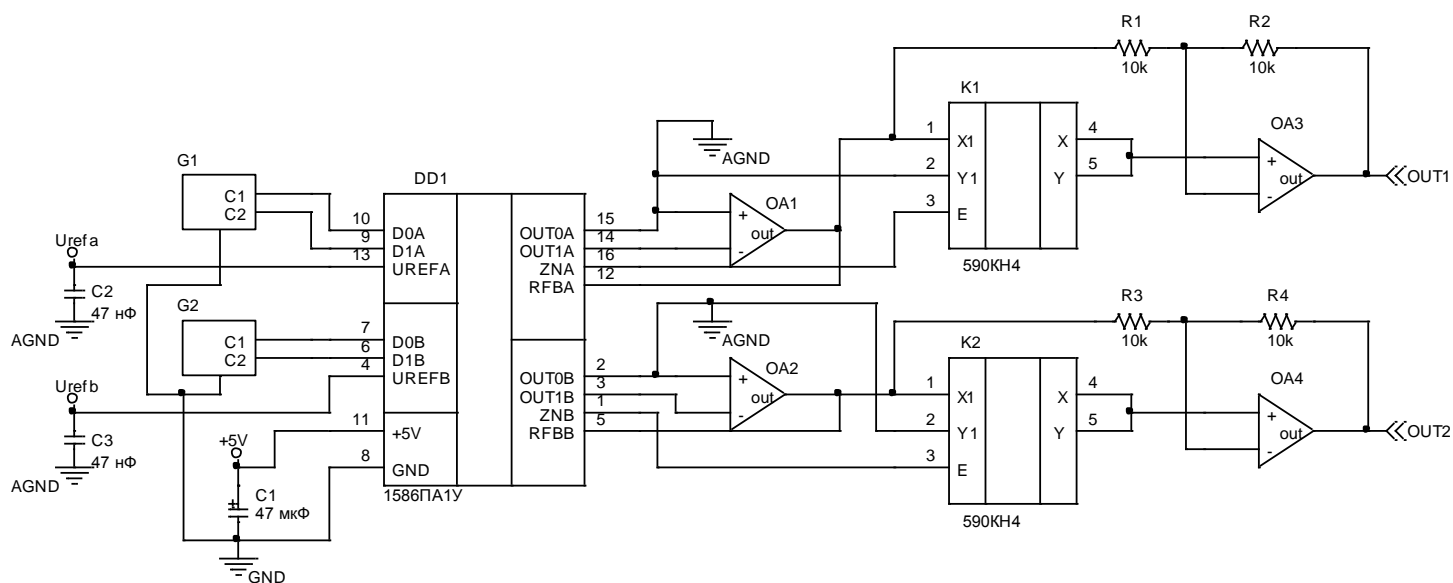 R1
10k
R2
10k
K1
1
X1
2
Y1
3
E
X
4
Y
5
590КН4
OA3
+
out
-
OUT1
AGND
G1
C1
C2
DD1
10
D0A
9
D1A
13
UREFA
OUT0A
15
OUT1A
14
ZNA
16
RFBA
12
OA1
+
out
-
Urefa
C2
47 нФ
AGND
G2
C1
C2
7
D0B
6
D1B
4
UREFB
OUT0B
2
OUT1B
3
ZNB
1
RFBB
5
AGND
OA2
+
out
-
R3
10k
R4
10k
K2
1
X1
2
Y1
3
E
X
4
Y
5
590КН4
OA4
+
out
-
OUT2
Urefb
C3
47 нФ
AGND
11
+5V
8
GND
1586ПА1У
+5V
+
C1
47 мкФ
GND